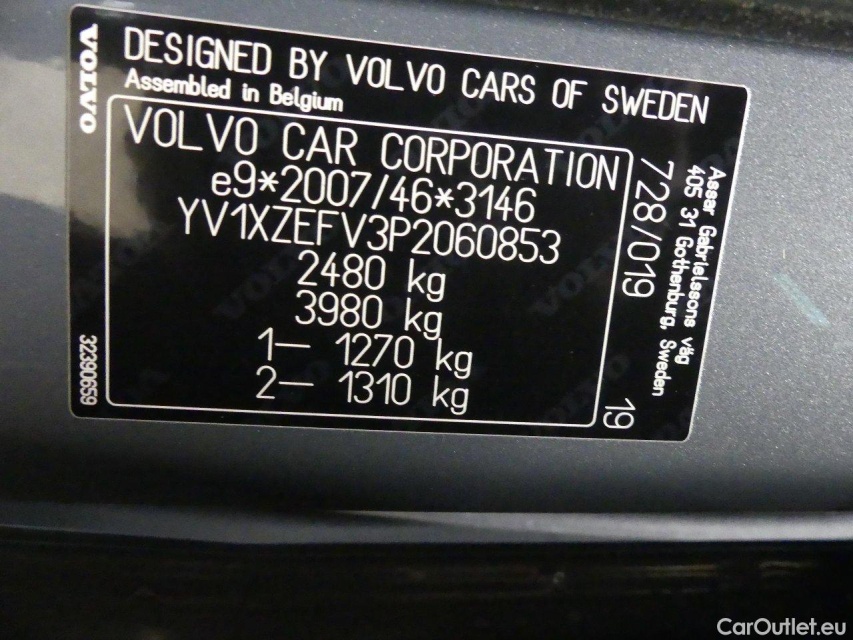 VOLVO
DESIGNED BY VOLVO CARS OF SWEDEN
Assembled in Belgium
VOLVO CAR CORPORATION
e9*2007/46*3146
YV1XZEFV3P2060853
2480 kg
3980 kg
1– 1270 kg
2– 1310 kg
728/019
19
Assar Gabrielssons väg
405 31 Gothenburg, Sweden
32390659
CarOutlet.eu